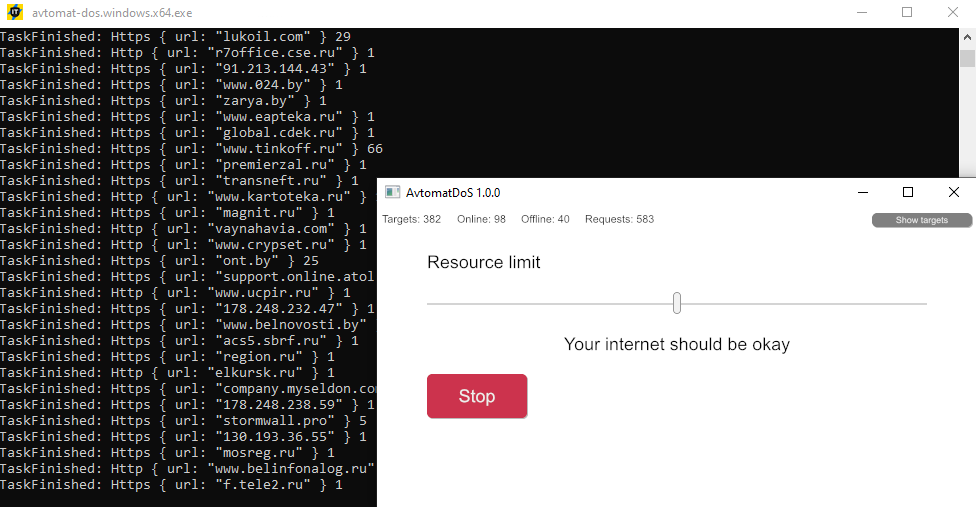 avtomat-dos.windows.x64.exe
TaskFinished: Https { url: "lukoil.com" } 29
TaskFinished: Http { url: "r7office.cse.ru" } 1
TaskFinished: Https { url: "91.213.144.43" } 1
TaskFinished: Https { url: "www.024.by" } 1
TaskFinished: Https { url: "zarya.by" } 1
TaskFinished: Https { url: "www.eapteka.ru" } 1
TaskFinished: Https { url: "global.cdek.ru" } 1
TaskFinished: Https { url: "www.tinkoff.ru" } 66
TaskFinished: Https { url: "premierzal.ru" } 1
TaskFinished: Https { url: "transneft.ru" } 1
TaskFinished: Http { url: "www.kartoteka.ru" }
TaskFinished: Https { url: "magnit.ru" } 1
TaskFinished: Http { url: "vaynahavia.com" } 1
TaskFinished: Http { url: "www.crypset.ru" } 1
TaskFinished: Https { url: "ont.by" } 25
TaskFinished: Https { url: "support.online.atol
TaskFinished: Http { url: "www.ucpir.ru" } 1
TaskFinished: Https { url: "178.248.232.47" } 1
TaskFinished: Https { url: "www.belnovosti.by"
TaskFinished: Https { url: "acs5.sbrf.ru" } 1
TaskFinished: Https { url: "region.ru" } 1
TaskFinished: Http { url: "elkursk.ru" } 1
TaskFinished: Https { url: "company.myseldon.com
TaskFinished: Https { url: "178.248.238.59" } 1
TaskFinished: Https { url: "stormwall.pro" } 5
TaskFinished: Https { url: "130.193.36.55" } 1
TaskFinished: Https { url: "mosreg.ru" } 1
TaskFinished: Http { url: "www.belinfonalog.ru"
TaskFinished: Https { url: "f.tele2.ru" } 1
AvtomatDoS 1.0.0
Targets: 382 Online: 98 Offline: 40 Requests: 583 Show targets
Resource limit
Your internet should be okay
Stop